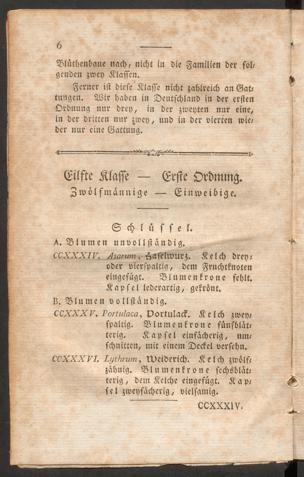 6
Blüthenbaue nach, nicht in die Familien der fol-
genden zwey Klassen.
Ferner ist diese Klasse nicht zahlreich an Gat-
tungen. Wir haben in Deutschland in der ersten
Ordnung nur drey, in der zweyten nur eine,
in der dritten nur zwey, und in der vierten wie-
der nur eine Gattung.
Eilfte Klasse — Erste Ordnung.
Zwölfmännige — Einweibige.
Schlüssel.
A. Blumen unvollständig.
CCXXXIV. Asarum, Haselwurz. Kelch drey-
oder vierspaltig, dem Fruchtknoten
eingefügt. Blumenkrone fehlt.
Kapsel lederartig, gekrönt.
B. Blumen vollständig.
CCXXXV. Portulaca, Portulack. Kelch zwey-
spaltig. Blumenkrone fünfblät-
terig. Kapsel einfächerig, um-
schnitten, mit einem Deckel versehn.
CCXXXVI. Lythrum, Weiderich. Kelch zwölf-
zähnig. Blumenkrone sechsblät-
terig, dem Kelche eingefügt. Kap-
sel zweyfächerig, vielsamig.
CCXXXIV.